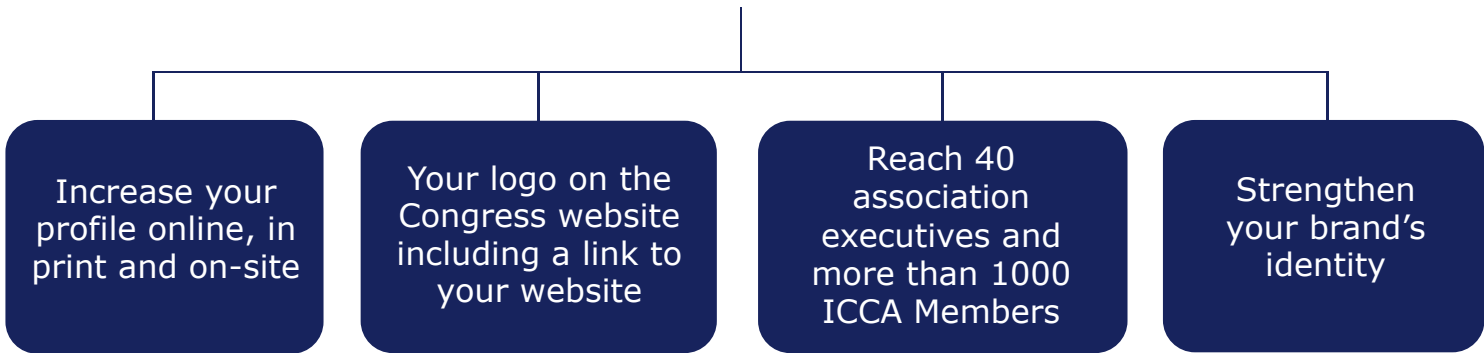 Increase your
profile online, in
print and on-site
Your logo on the
Congress website
including a link to
your website
Reach 40
association
executives and
more than 1000
ICCA Members
Strengthen
your brand’s
identity